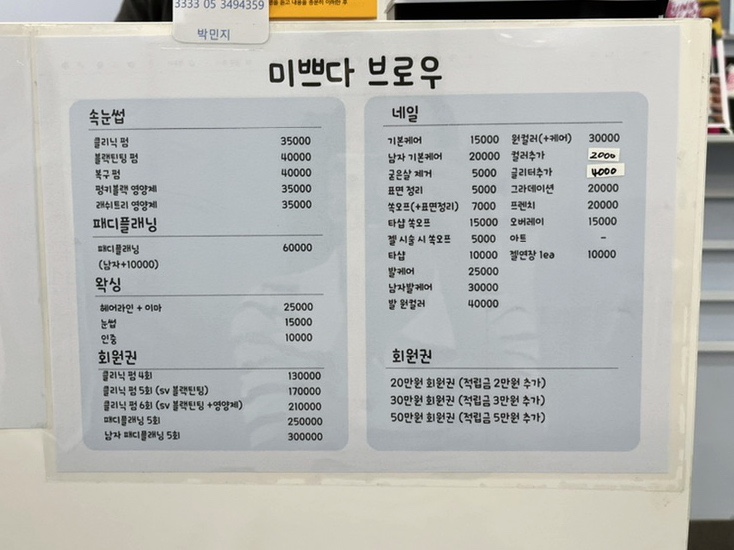 3333 05 3494359
박민지
미쁘다 브로우
속눈썹
클리닉 펌 35000
블랙틴팅 펌 40000
복구 펌 40000
펑키블랙 영양제 35000
래쉬트리 영양제 35000
패디플래닝
패디플래닝 60000
(남자+10000)
왁싱
헤어라인 + 이마 25000
눈썹 15000
인중 10000
회원권
클리닉 펌 4회 130000
클리닉 펌 5회 (sv 블랙틴팅) 170000
클리닉 펌 6회 (sv 블랙틴팅 +영양제) 210000
패디플래닝 5회 250000
남자 패디플래닝 5회 300000
네일
기본케어 15000 원컬러(+케어) 30000
남자 기본케어 20000 컬러추가 2000
굳은살 제거 5000 글리터추가 4000
표면 정리 5000 그라데이션 20000
쏙오프(+표면정리) 7000 프렌치 20000
타샵 쏙오프 15000 오버레이 15000
젤 시술 시 쏙오프 5000 아트 -
타샵 10000 젤연장 1ea 10000
발케어 25000
남자발케어 30000
발 원컬러 40000
회원권
20만원 회원권 (적립금 2만원 추가)
30만원 회원권 (적립금 3만원 추가)
50만원 회원권 (적립금 5만원 추가)